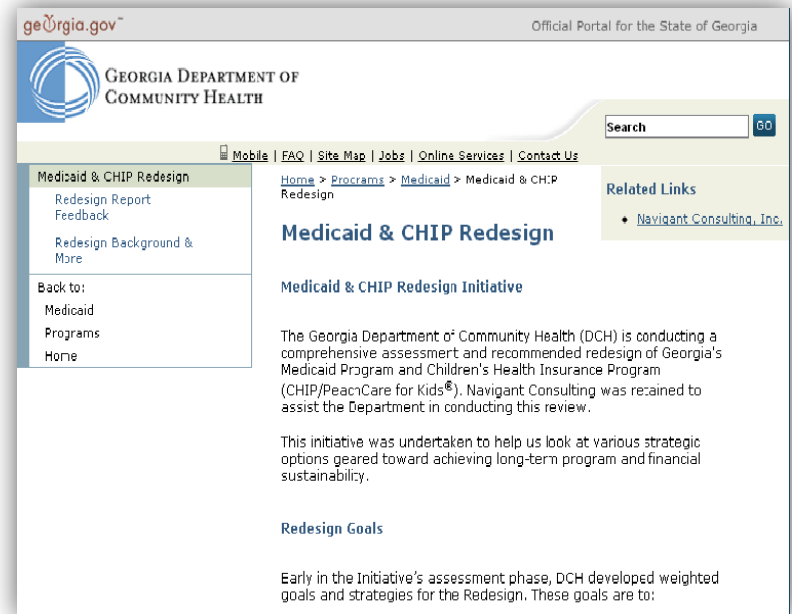 georgia.gov™
Official Portal for the State of Georgia
GEORGIA DEPARTMENT OF
COMMUNITY HEALTH
Search GO
Mobile | FAQ | Site Map | Jobs | Online Services | Contact Us
Medicaid & CHIP Redesign
Redesign Report
Feedback
Redesign Background &
More
Back to:
Medicaid
Programs
Home
Home > Programs > Medicaid > Medicaid & CHIP
Redesign
Related Links
Navigant Consulting, Inc.
Medicaid & CHIP Redesign
Medicaid & CHIP Redesign Initiative
The Georgia Department of Community Health (DCH) is conducting a
comprehensive assessment and recommended redesign of Georgia's
Medicaid Program and Children's Health Insurance Program
(CHIP/PeachCare for Kids®). Navigant Consulting was retained to
assist the Department in conducting this review.
This initiative was undertaken to help us look at various strategic
options geared toward achieving long-term program and financial
sustainability.
Redesign Goals
Early in the Initiative's assessment phase, DCH developed weighted
goals and strategies for the Redesign. These goals are to: